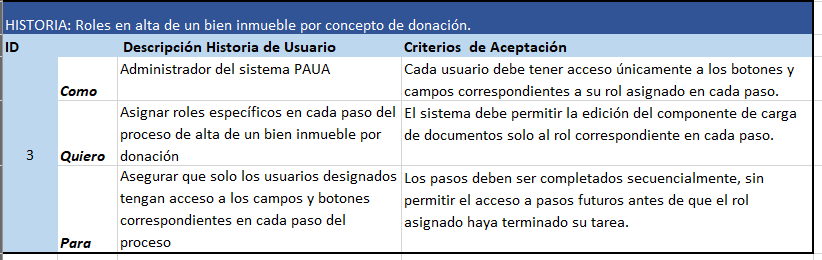 HISTORIA: Roles en alta de un bien inmueble por concepto de donación.
ID Descripción Historia de Usuario Criterios de Aceptación
3
Como
Administrador del sistema PAUA
Cada usuario debe tener acceso únicamente a los botones y
campos correspondientes a su rol asignado en cada paso.
Quiero
Asignar roles específicos en cada paso del
proceso de alta de un bien inmueble por
donación
El sistema debe permitir la edición del componente de carga
de documentos solo al rol correspondiente en cada paso.
Para
Asegurar que solo los usuarios designados
tengan acceso a los campos y botones
correspondientes en cada paso del
proceso
Los pasos deben ser completados secuencialmente, sin
permitir el acceso a pasos futuros antes de que el rol
asignado haya terminado su tarea.